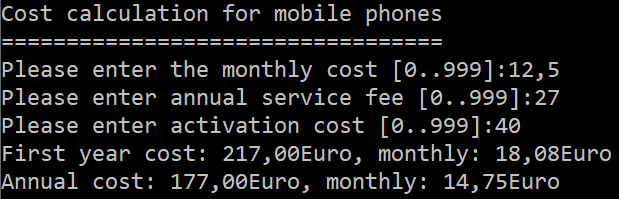 Cost calculation for mobile phones
==================================
Please enter the monthly cost [0..999]:12,5
Please enter annual service fee [0..999]:27
Please enter activation cost [0..999]:40
First year cost: 217,00Euro, monthly: 18,08Euro
Annual cost: 177,00Euro, monthly: 14,75Euro